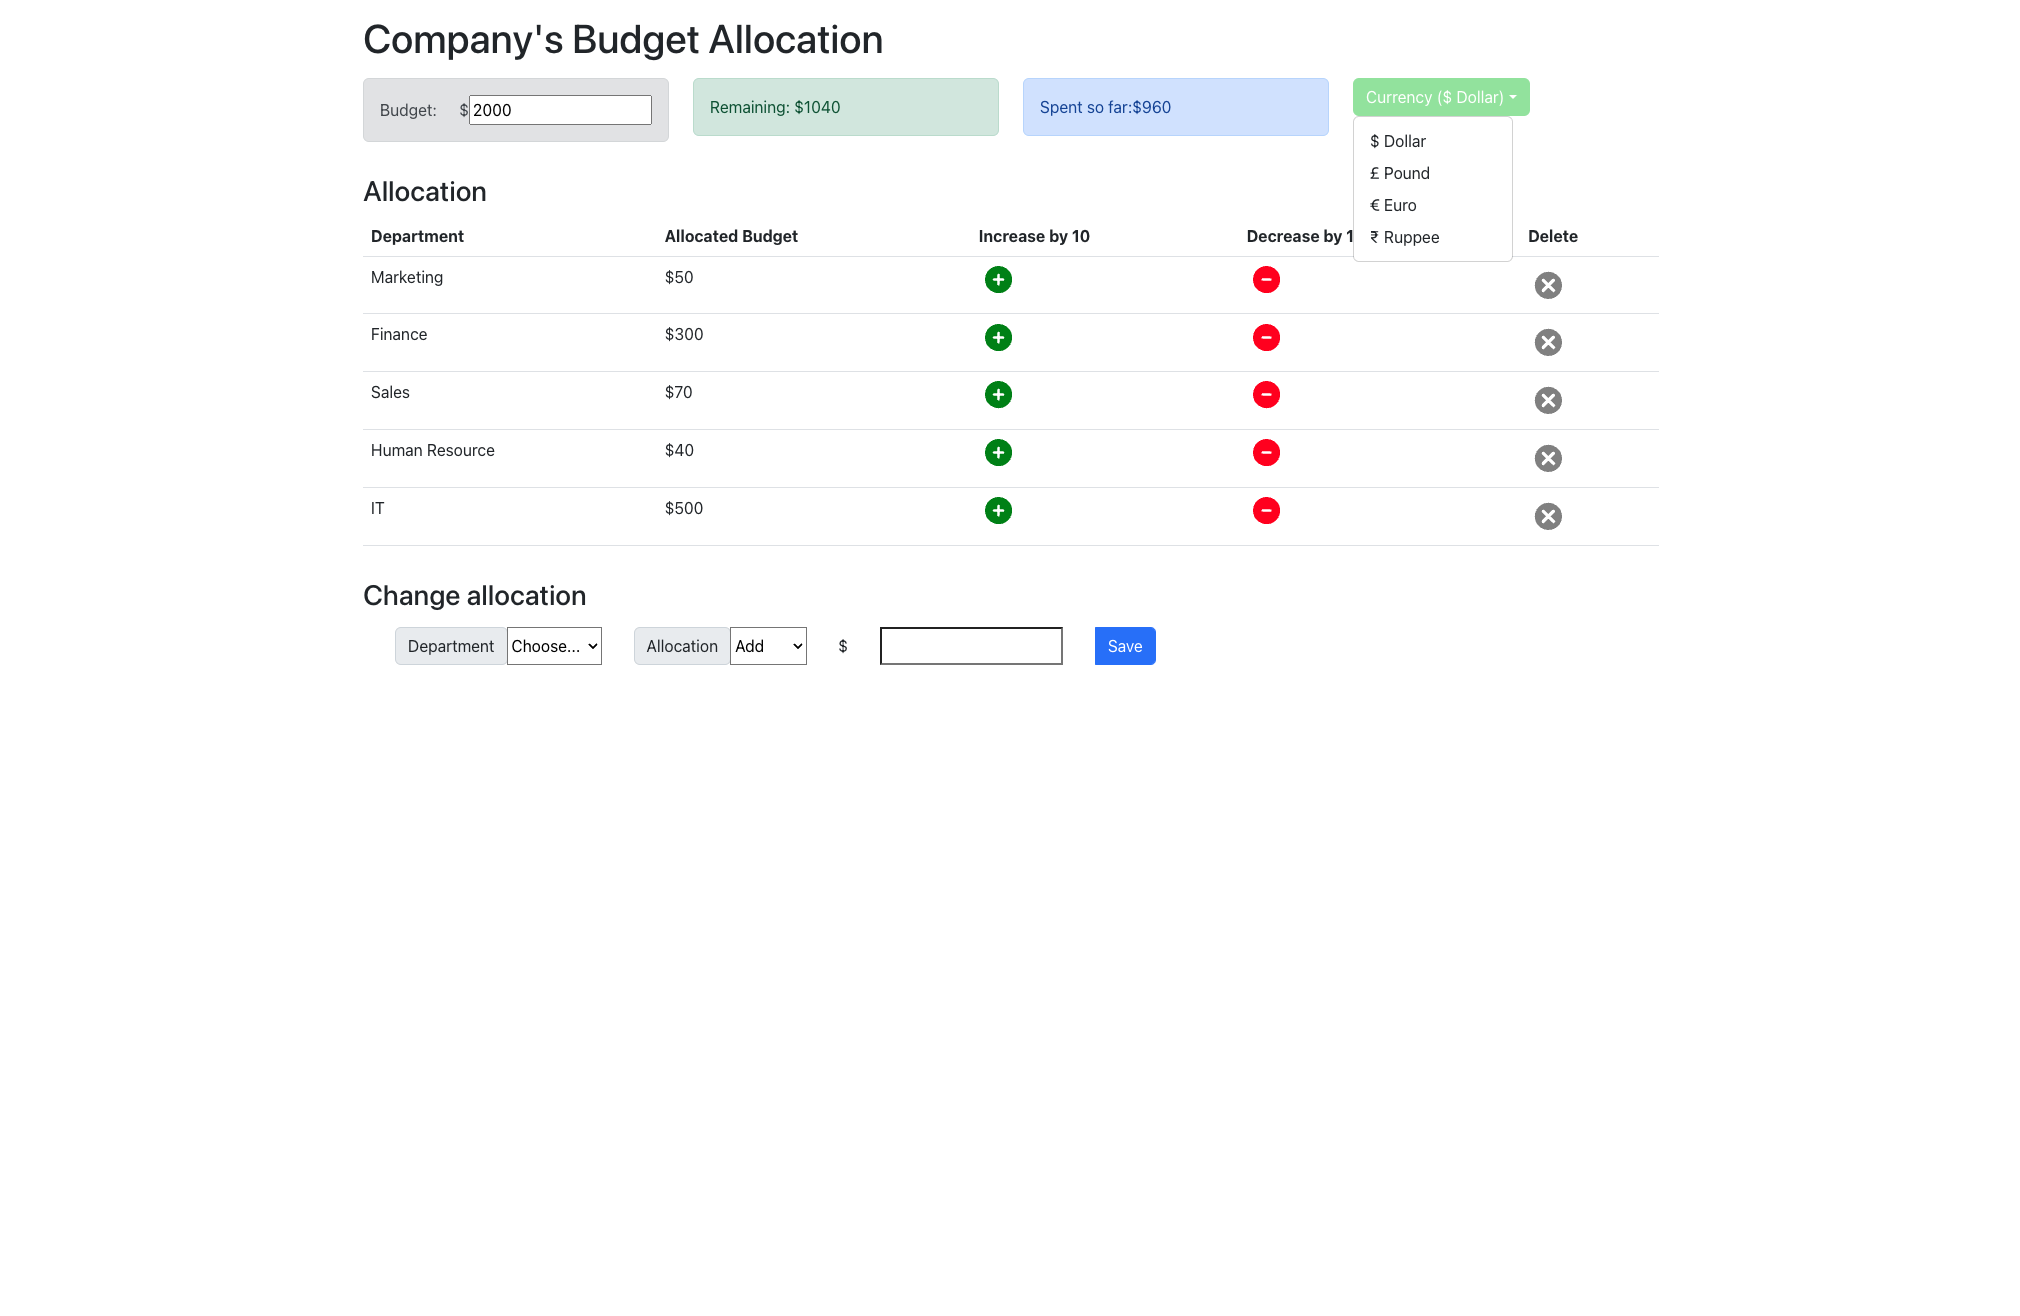 Company's Budget Allocation
Budget: $2000
Remaining: $1040
Spent so far:$960
Currency ($ Dollar)
$ Dollar
£ Pound
€ Euro
₹ Ruppee
Allocation
Department Allocated Budget Increase by 10 Decrease by 1 Delete
Marketing $50
Finance $300
Sales $70
Human Resource $40
IT $500
Change allocation
Department Choose... Allocation Add $ Save